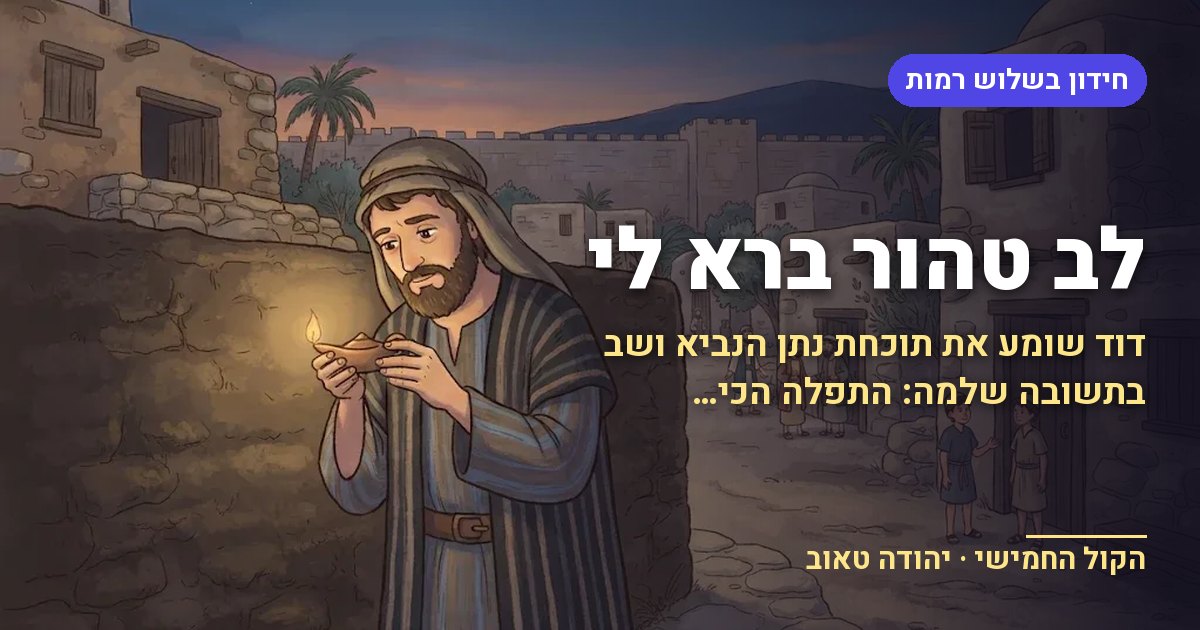 חידון בשלוש רמות
לב טהור ברא לי
דוד שומע את תוכחת נתן הנביא ושב
בתשובה שלמה: התפלה הכי...
הקול החמישי · יהודה טאוב